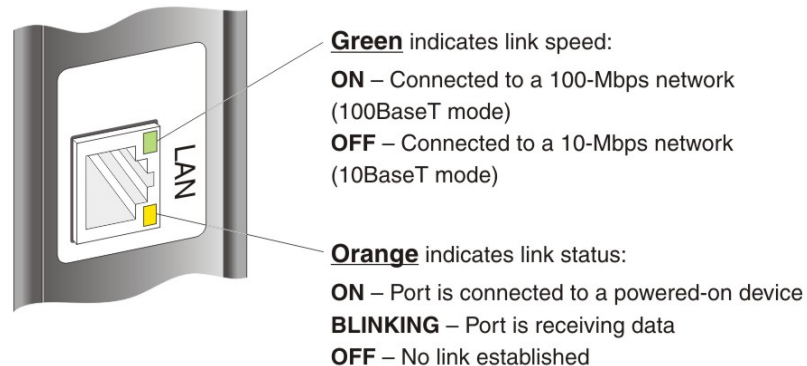 Green indicates link speed:
ON – Connected to a 100-Mbps network
(100BaseT mode)
OFF – Connected to a 10-Mbps network
(10BaseT mode)
LAN
Orange indicates link status:
ON – Port is connected to a powered-on device
BLINKING – Port is receiving data
OFF – No link established